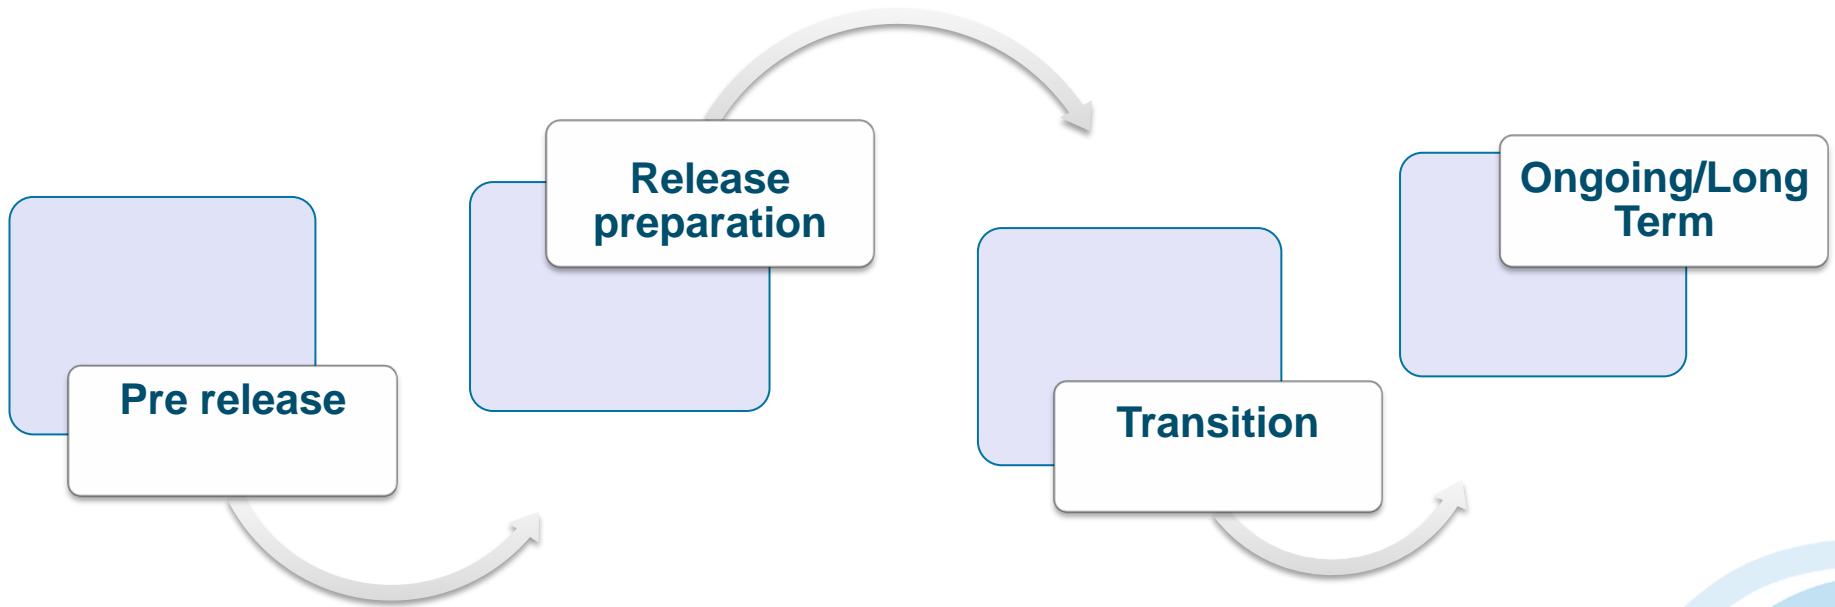 Pre release
Release
preparation
Transition
Ongoing/Long
Term